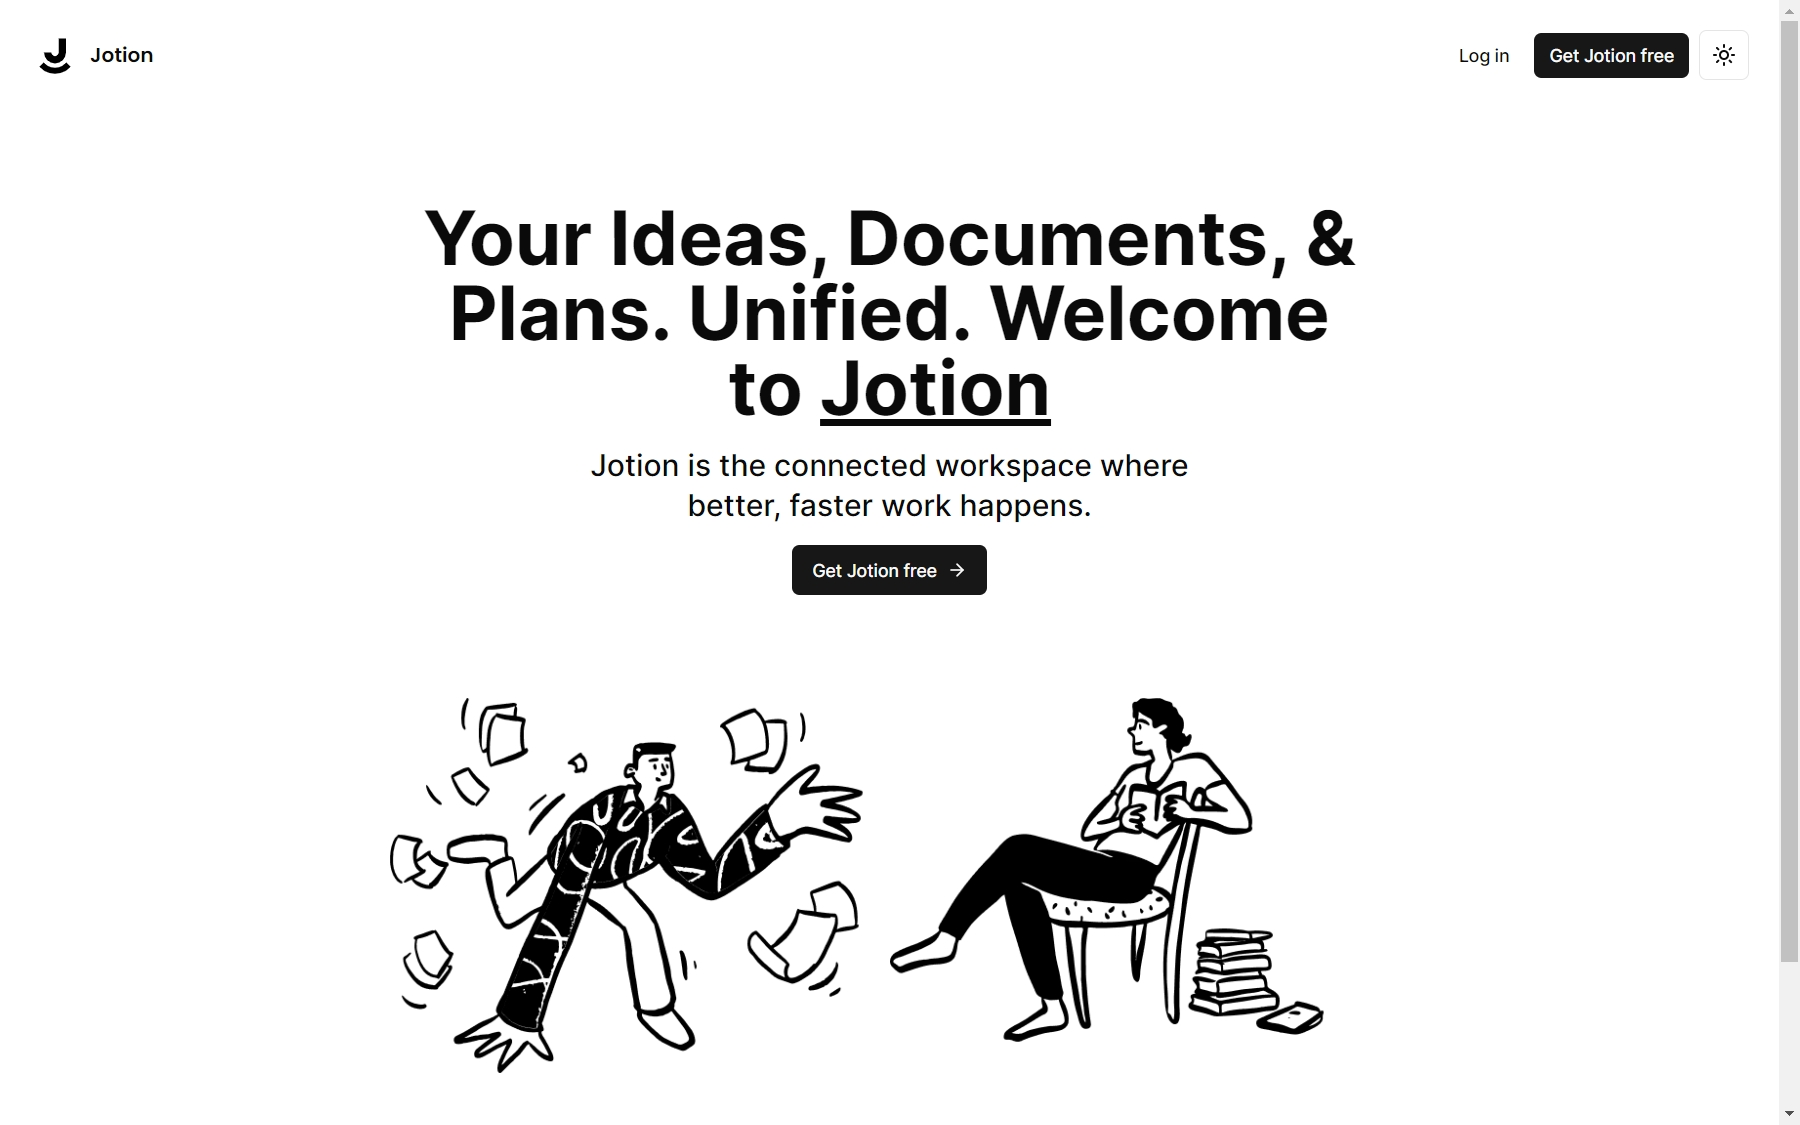 Jotion
Log in
Get Jotion free
Your Ideas, Documents, &
Plans. Unified. Welcome
to Jotion
Jotion is the connected workspace where
better, faster work happens.
Get Jotion free